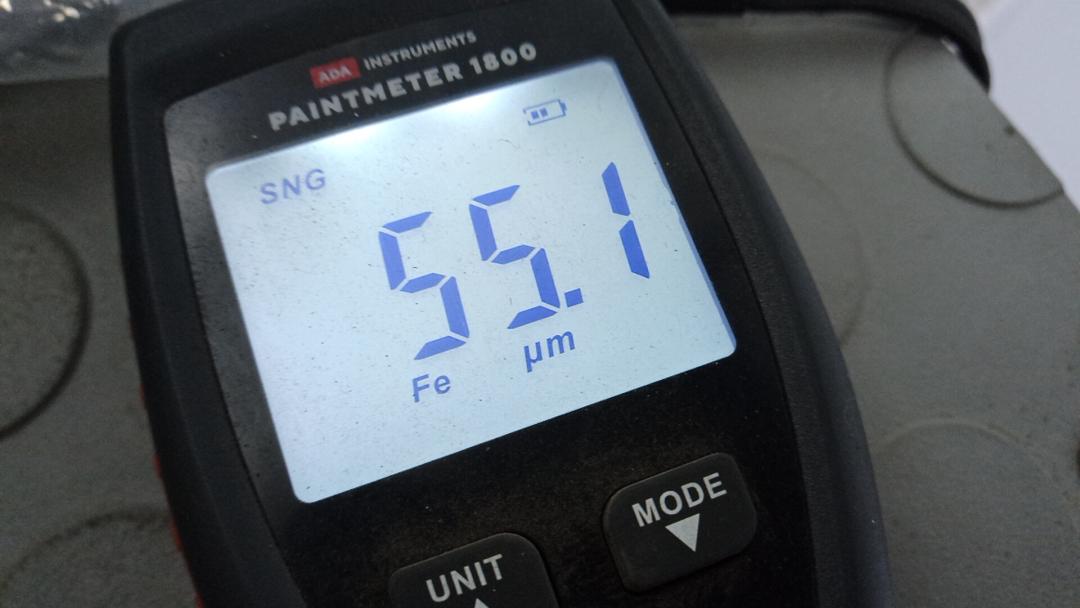 ADA INSTRUMENTS
PAINTMETER 1800
SNG
55.1
Fe µm
MODE
UNIT